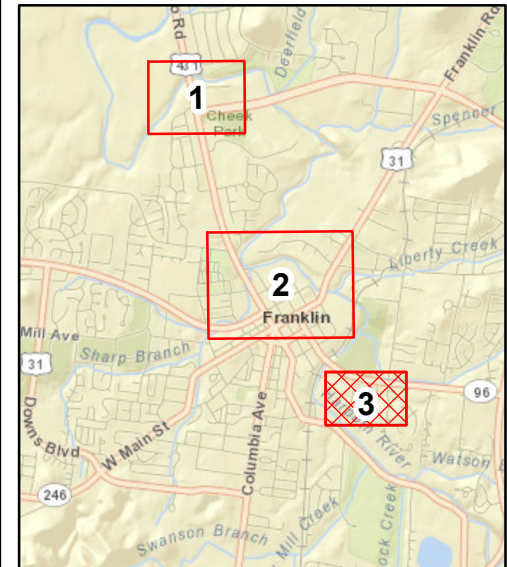 o Rd
431
Deerfield
Franklin Rd
1
Cheek
Park
Spencer
31
Liberty Creek
2
Franklin
Mill Ave
Sharp Branch
31
3
96
Downs Blvd
W Main St
Columbia Ave
River
Watson B
246
Swanson Branch
Mill Creek
ock Creek